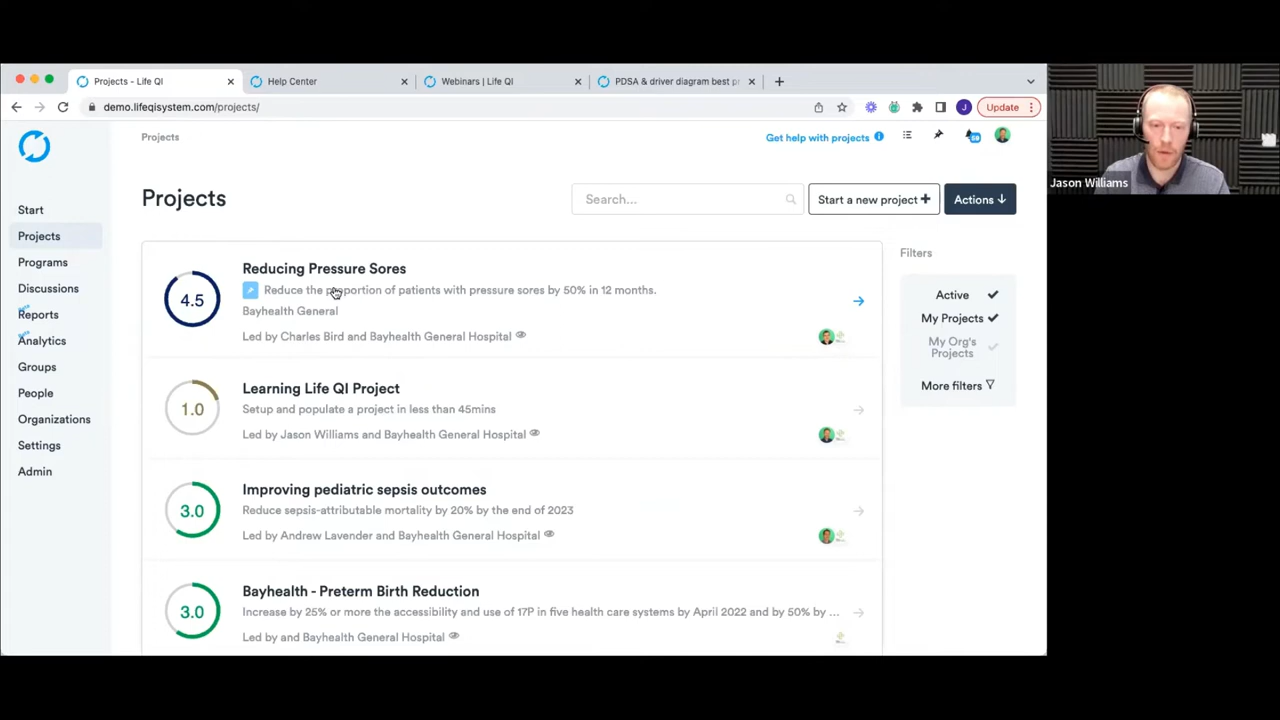 Projects - Life QI
Help Center
Webinars | Life QI
PDSA & driver diagram best pr
demo.lifeqisystem.com/projects/
J
Update
Projects
Get help with projects
Jason Williams
Projects
Search...
Start a new project
Actions
Start
Projects
Programs
Discussions
Reports
Analytics
Groups
People
Organizations
Settings
Admin
4.5
Reducing Pressure Sores
Reduce the proportion of patients with pressure sores by 50% in 12 months.
Bayhealth General
Led by Charles Bird and Bayhealth General Hospital
1.0
Learning Life QI Project
Setup and populate a project in less than 45mins
Led by Jason Williams and Bayhealth General Hospital
3.0
Improving pediatric sepsis outcomes
Reduce sepsis-attributable mortality by 20% by the end of 2023
Led by Andrew Lavender and Bayhealth General Hospital
3.0
Bayhealth - Preterm Birth Reduction
Increase by 25% or more the accessibility and use of 17P in five health care systems by April 2022 and by 50% by ...
Led by and Bayhealth General Hospital
Filters
Active
My Projects
My Org's
Projects
More filters